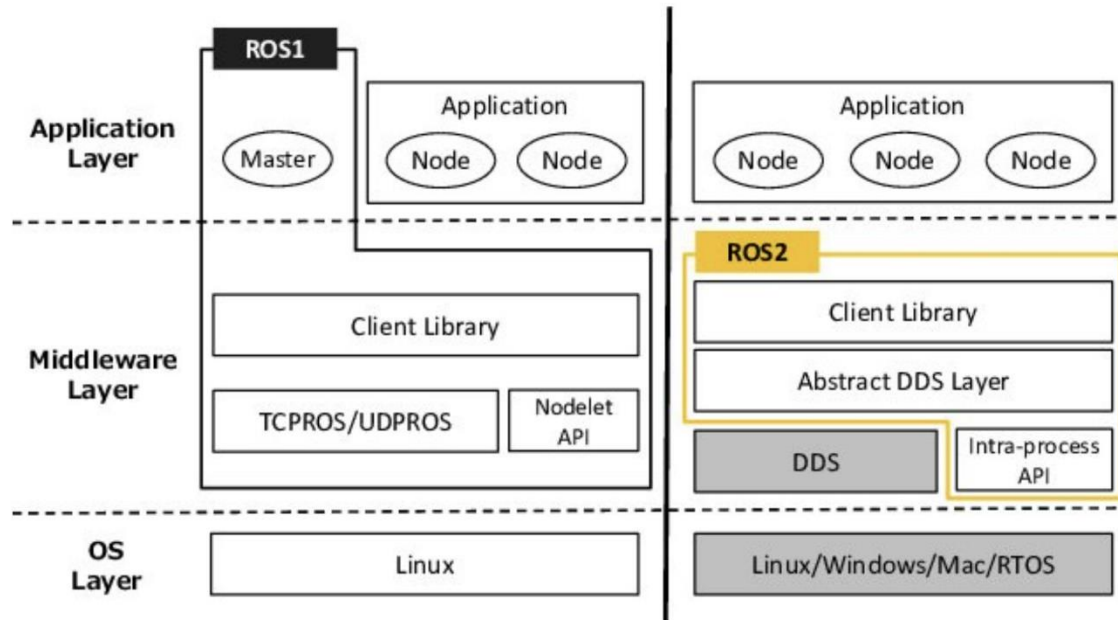 ROS1
Application
Layer
Master
Application
Node
Node
Application
Node
Node
Node
Middleware
Layer
Client Library
TCPROS/UDPROS
Nodelet
API
ROS2
Client Library
Abstract DDS Layer
DDS
Intra-process
API
OS
Layer
Linux
Linux/Windows/Mac/RTOS